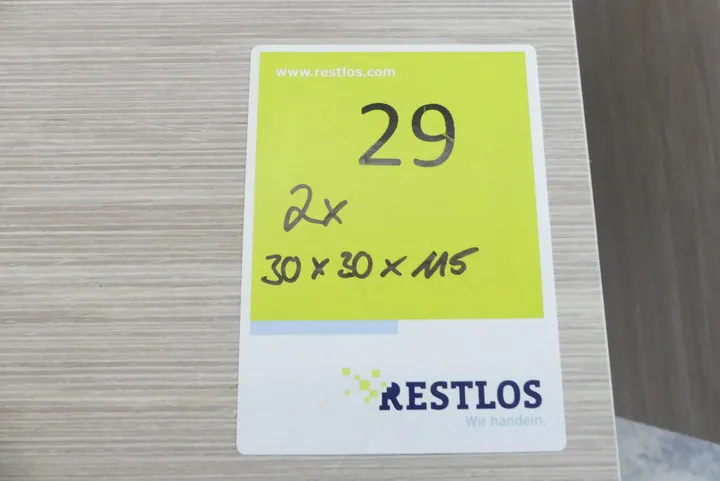 www.restlos.com
29
2x
30 x 30 x 115
RESTLOS
Wir handeln.